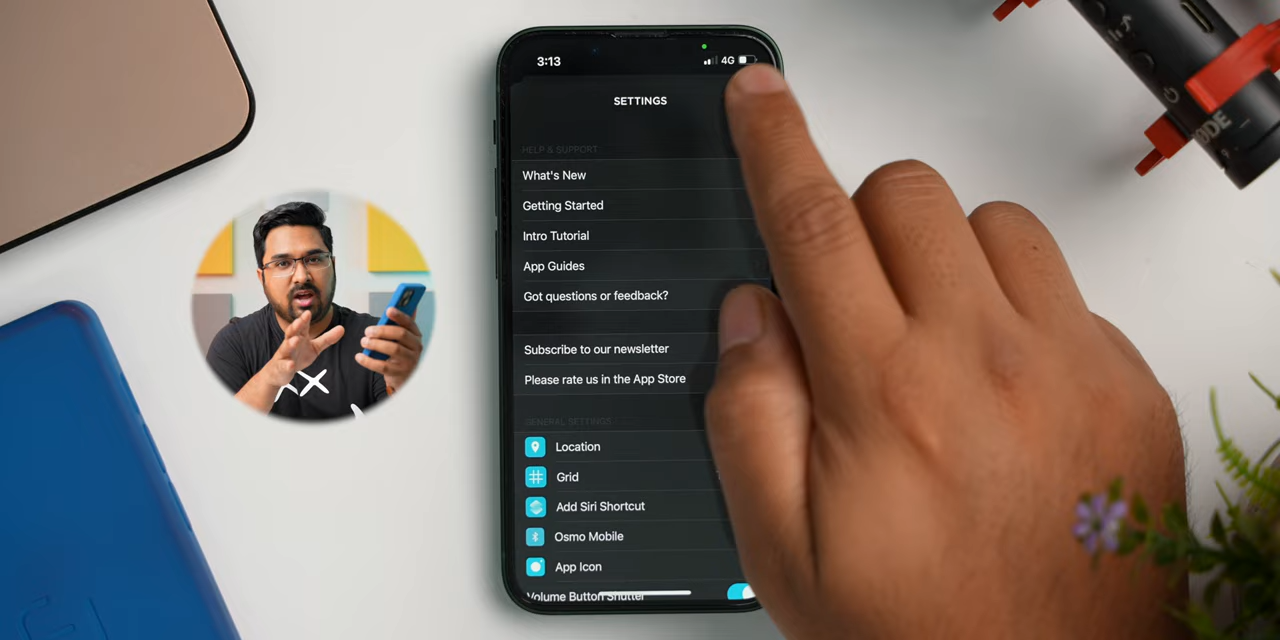 3:13
4G
SETTINGS
HELP & SUPPORT
What's New
Getting Started
Intro Tutorial
App Guides
Got questions or feedback?
Subscribe to our newsletter
Please rate us in the App Store
GENERAL SETTINGS
Location
Grid
Add Siri Shortcut
Osmo Mobile
App Icon
Volume Button Shutter